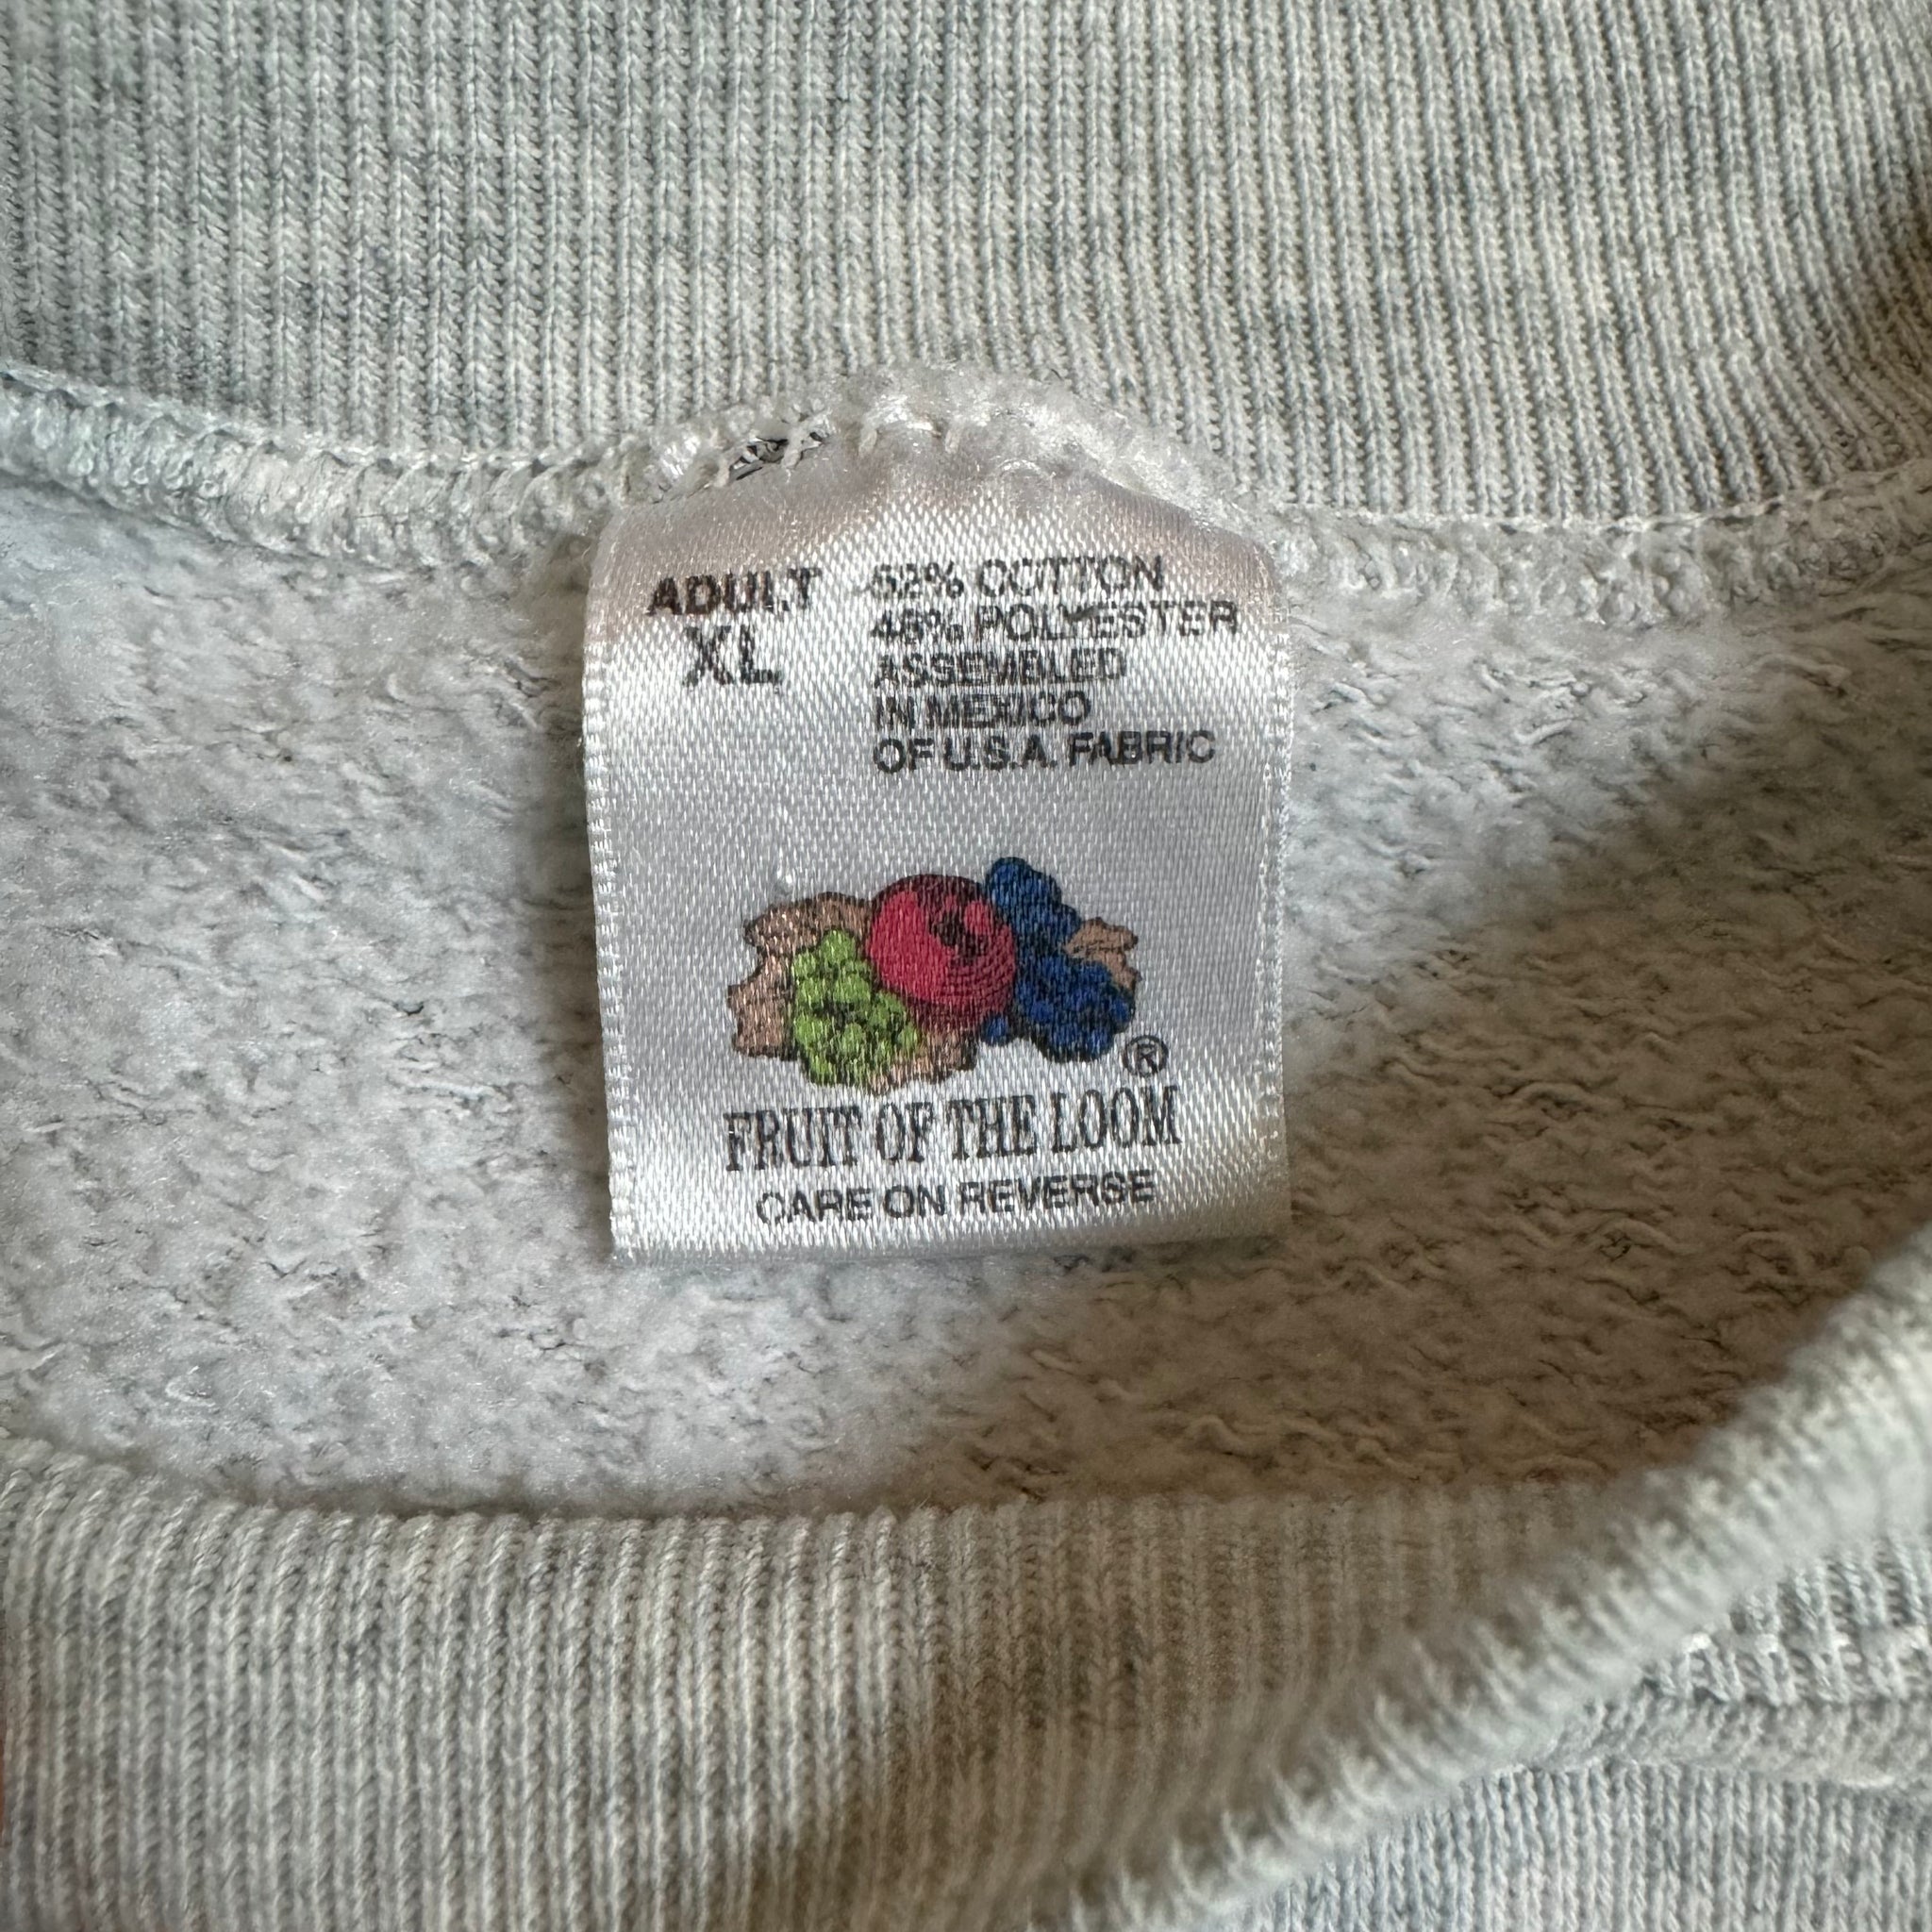 ADULT
XL
52% COTTON
48% POLYESTER
ASSEMBLED
IN MEXICO
OF U.S.A. FABRIC
®
FRUIT OF THE LOOM
CARE ON REVERSE